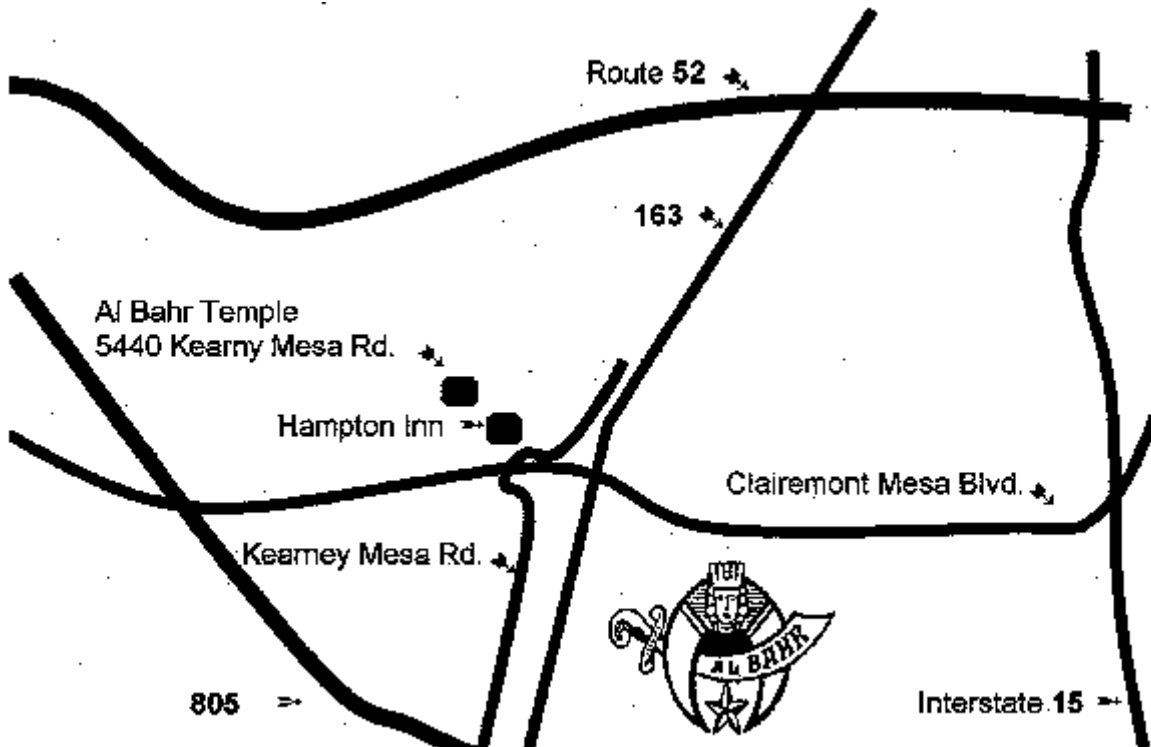 Route 52
163
Al Bahr Temple
5440 Kearny Mesa Rd.
Hampton Inn
Clairemont Mesa Blvd.
Kearney Mesa Rd.
AL BAHR
805
Interstate 15